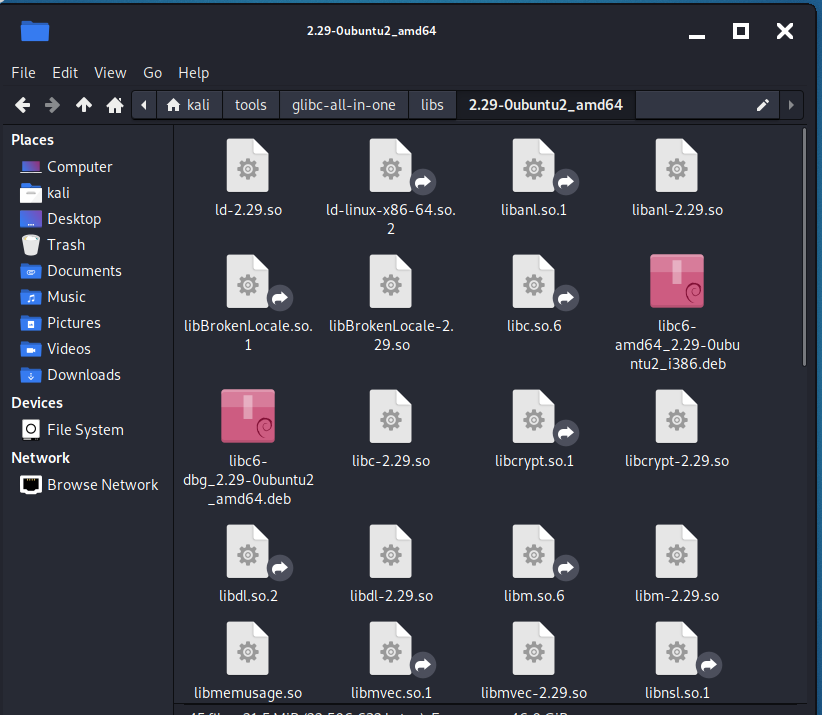 2.29-0ubuntu2_amd64
File Edit View Go Help
kali tools glibc-all-in-one libs 2.29-0ubuntu2_amd64
Places
Computer
kali
Desktop
Trash
Documents
Music
Pictures
Videos
Downloads
Devices
File System
Network
Browse Network
ld-2.29.so
ld-linux-x86-64.so.
2
libanl.so.1
libanl-2.29.so
libBrokenLocale.so.
1
libBrokenLocale-2.
29.so
libc.so.6
libc6-
amd64_2.29-0ubu
ntu2_i386.deb
libc6-
dbg_2.29-0ubuntu2
_amd64.deb
libc-2.29.so
libcrypt.so.1
libcrypt-2.29.so
libdl.so.2
libdl-2.29.so
libm.so.6
libm-2.29.so
libmemusage.so
libmvec.so.1
libmvec-2.29.so
libnsl.so.1